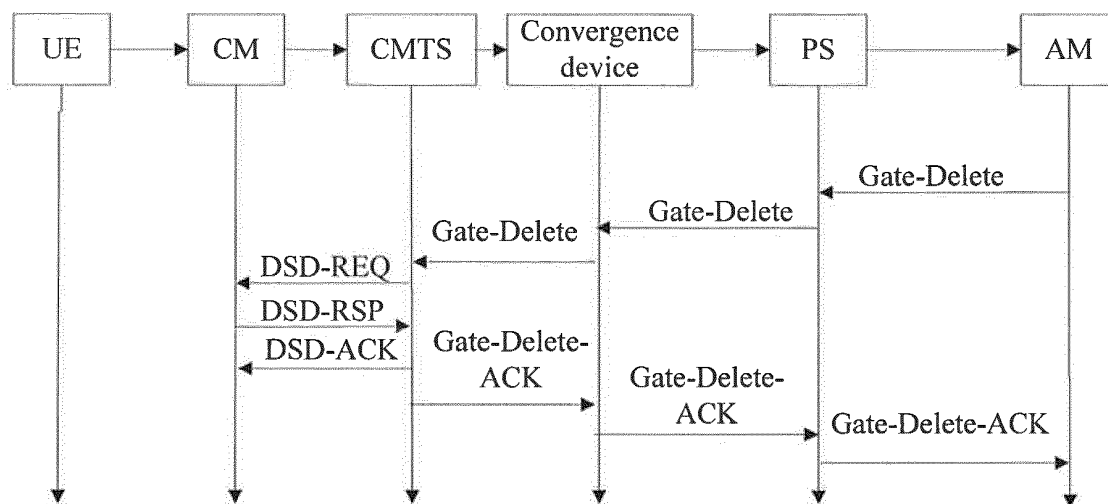 UE
CM
CMTS
Convergence
device
PS
AM
Gate-Delete
Gate-Delete
Gate-Delete
DSD-REQ
DSD-RSP
DSD-ACK
Gate-Delete-
ACK
Gate-Delete-
ACK
Gate-Delete-ACK